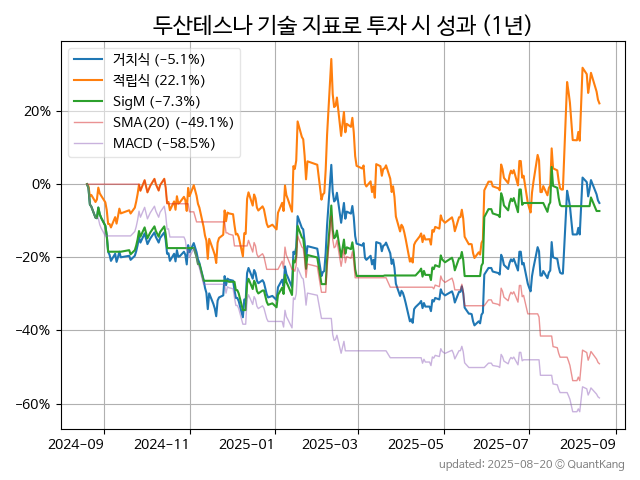 두산테스나 기술 지표로 투자 시 성과 (1년)
거치식 (-5.1%)
적립식 (22.1%)
SigM (-7.3%)
SMA(20) (-49.1%)
MACD (-58.5%)
20%
0%
-20%
-40%
-60%
2024-09 2024-11 2025-01 2025-03 2025-05 2025-07 2025-09
updated: 2025-08-20 © QuantKang